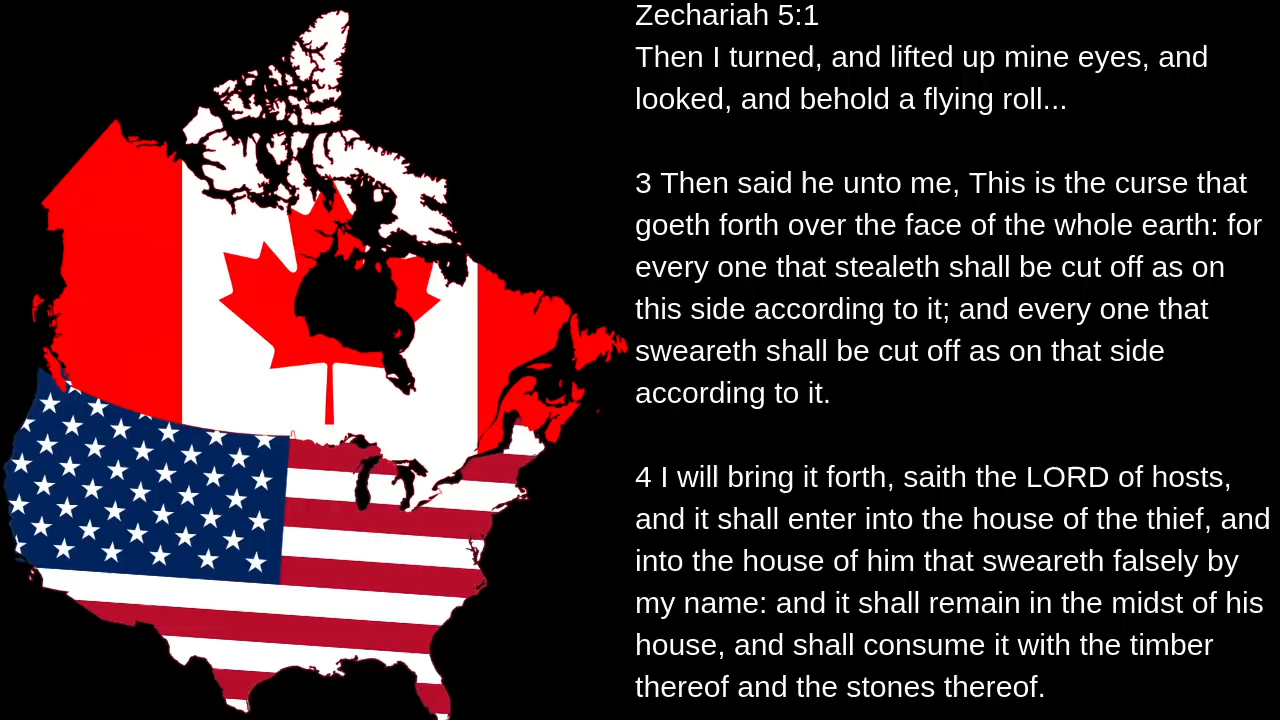 Zechariah 5:1
Then I turned, and lifted up mine eyes, and
looked, and behold a flying roll...
3 Then said he unto me, This is the curse that
goeth forth over the face of the whole earth: for
every one that stealeth shall be cut off as on
this side according to it; and every one that
sweareth shall be cut off as on that side
according to it.
4 I will bring it forth, saith the LORD of hosts,
and it shall enter into the house of the thief, and
into the house of him that sweareth falsely by
my name: and it shall remain in the midst of his
house, and shall consume it with the timber
thereof and the stones thereof.